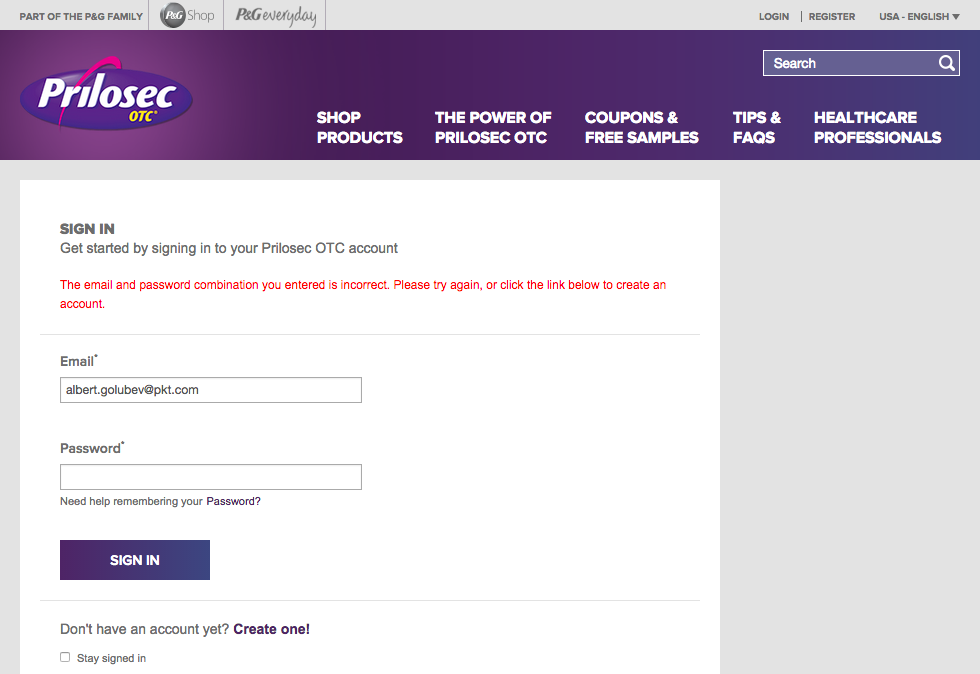 PART OF THE P&G FAMILY
P&G Shop
P&G everyday
LOGIN | REGISTER
USA - ENGLISH
Prilosec
OTC
Search
SHOP
PRODUCTS
THE POWER OF
PRILOSEC OTC
COUPONS &
FREE SAMPLES
TIPS &
FAQS
HEALTHCARE
PROFESSIONALS
SIGN IN
Get started by signing in to your Prilosec OTC account
The email and password combination you entered is incorrect. Please try again, or click the link below to create an
account.
Email*
albert.golubev@pkt.com
Password*
Need help remembering your Password?
SIGN IN
Don't have an account yet? Create one!
Stay signed in